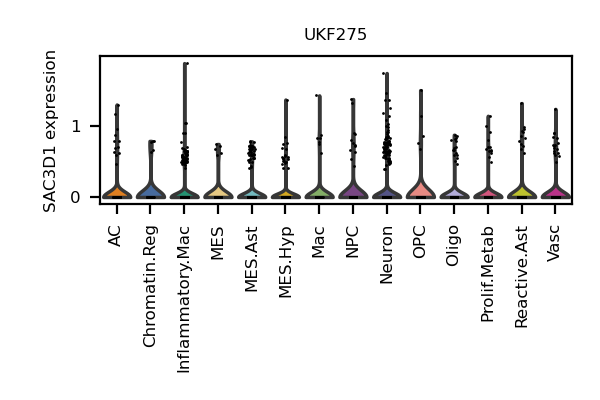 UKF275
SAC3D1 expression
1
0
AC
Chromatin.Reg
Inflammatory.Mac
MES
MES.Ast
MES.Hyp
Mac
NPC
Neuron
OPC
Oligo
Prolif.Metab
Reactive.Ast
Vasc